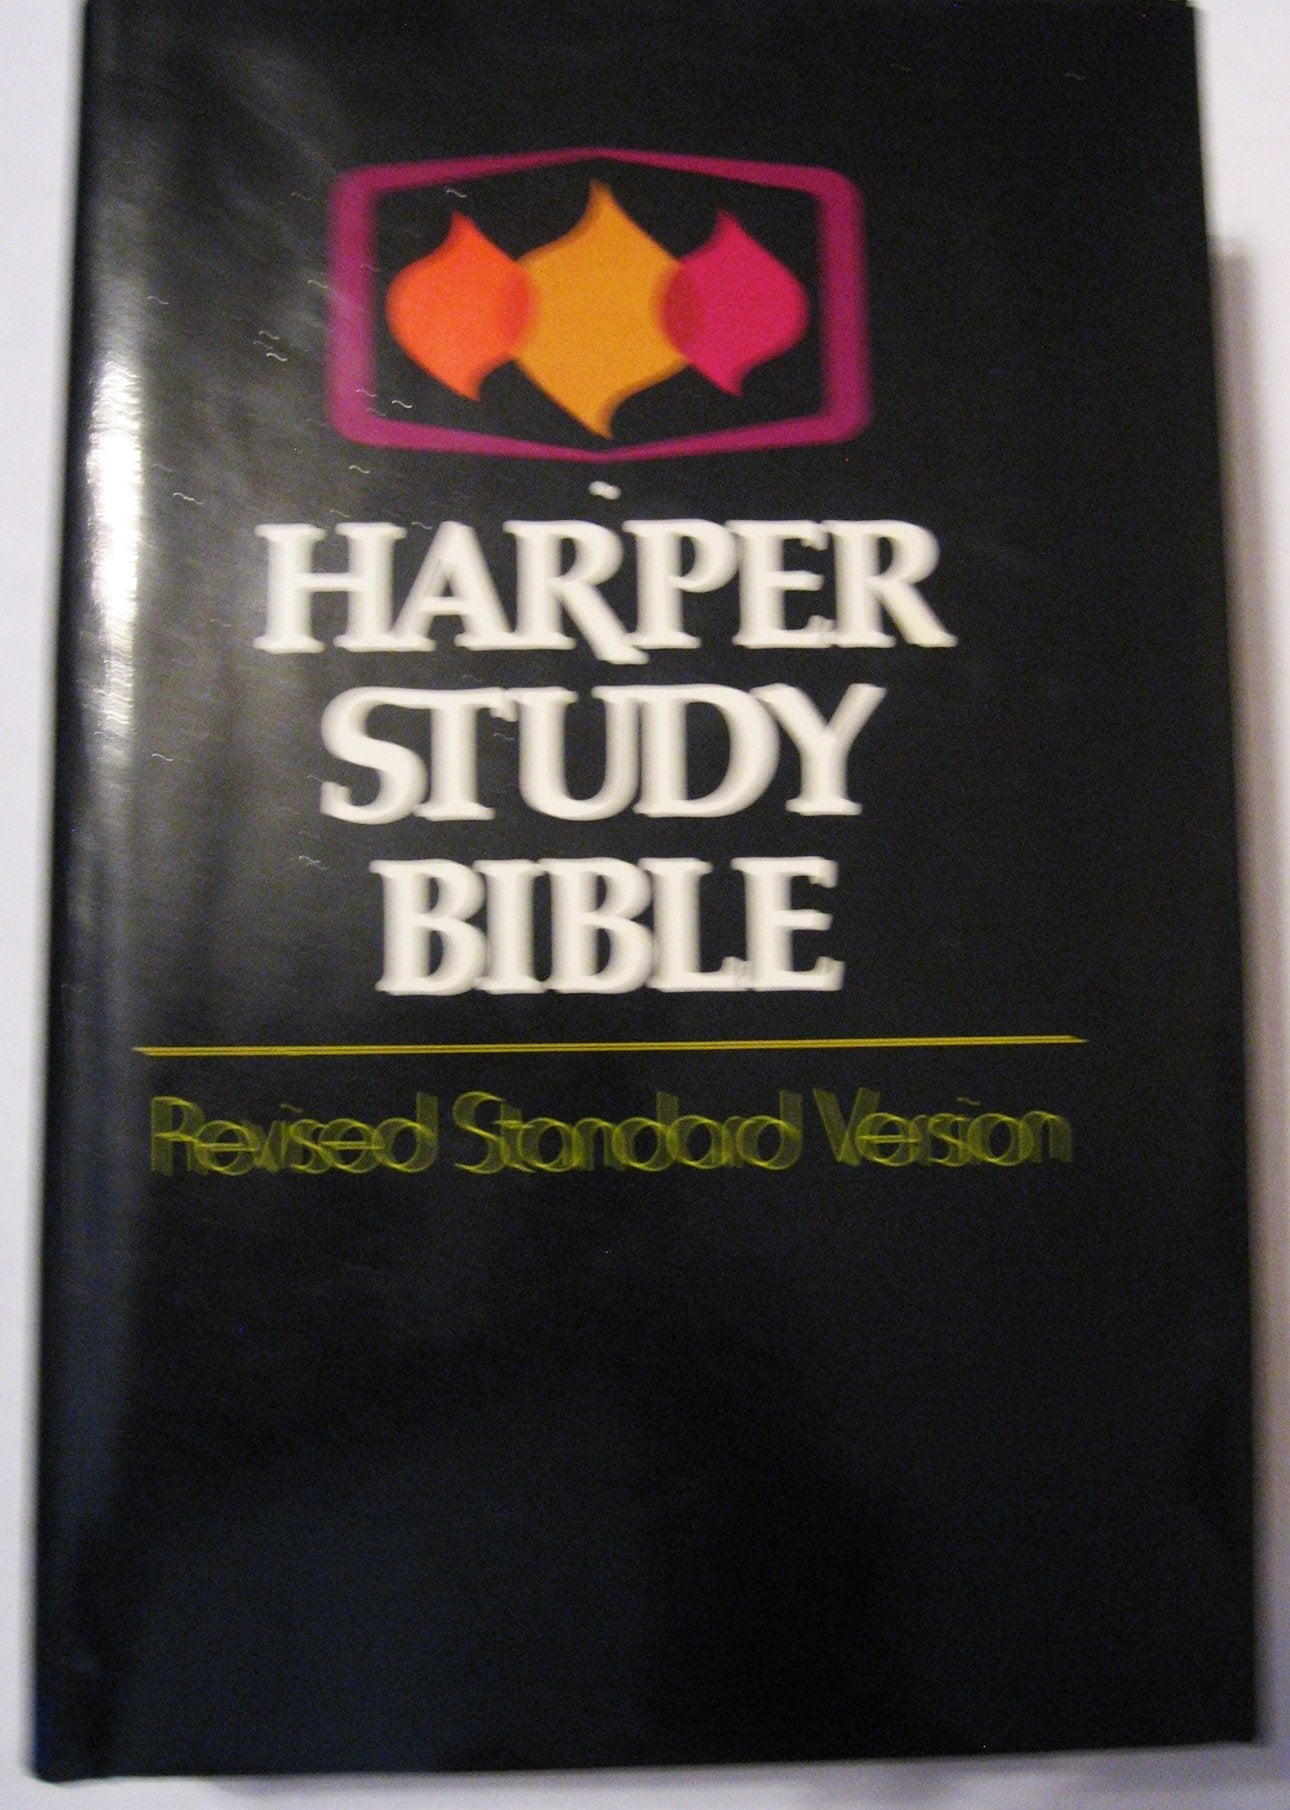 HARPER
STUDY
BIBLE
Revised Standard Version